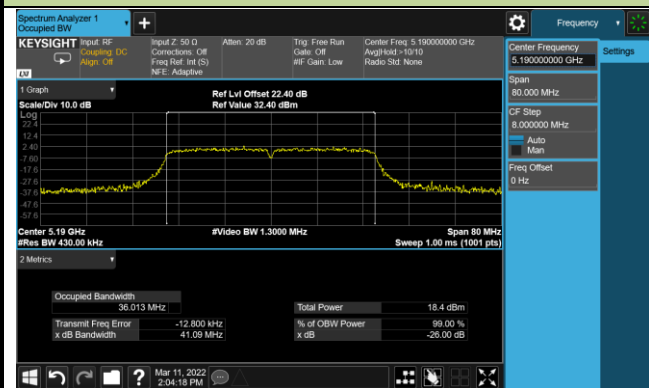 Spectrum Analyzer 1
Occupied BW
Frequency
KEYSIGHT
Input: RF
Coupling: DC
Align: Off
Input Z: 50 Ω
Corrections: Off
Freq Ref: Int (S)
NFE: Adaptive
Atten: 20 dB
Trig: Free Run
Gate: Off
#IF Gain: Low
Center Freq: 5.190000000 GHz
Avg|Hold:>10/10
Radio Std: None
LXI
Center Frequency
5.190000000 GHz
Settings
Span
80.000 MHz
CF Step
8.000000 MHz
Auto
Man
Freq Offset
0 Hz
1 Graph
Scale/Div 10.0 dB
Ref Lvl Offset 22.40 dB
Ref Value 32.40 dBm
Log
22.4
12.4
2.40
-7.60
-17.6
-27.6
-37.6
-47.6
-57.6
Center 5.19 GHz
#Video BW 1.3000 MHz
Span 80 MHz
#Res BW 430.00 kHz
Sweep 1.00 ms (1001 pts)
2 Metrics
Occupied Bandwidth
36.013 MHz
Total Power
18.4 dBm
Transmit Freq Error
-12.800 kHz
% of OBW Power
99.00 %
x dB Bandwidth
41.09 MHz
x dB
-26.00 dB
Mar 11, 2022
2:04:18 PM